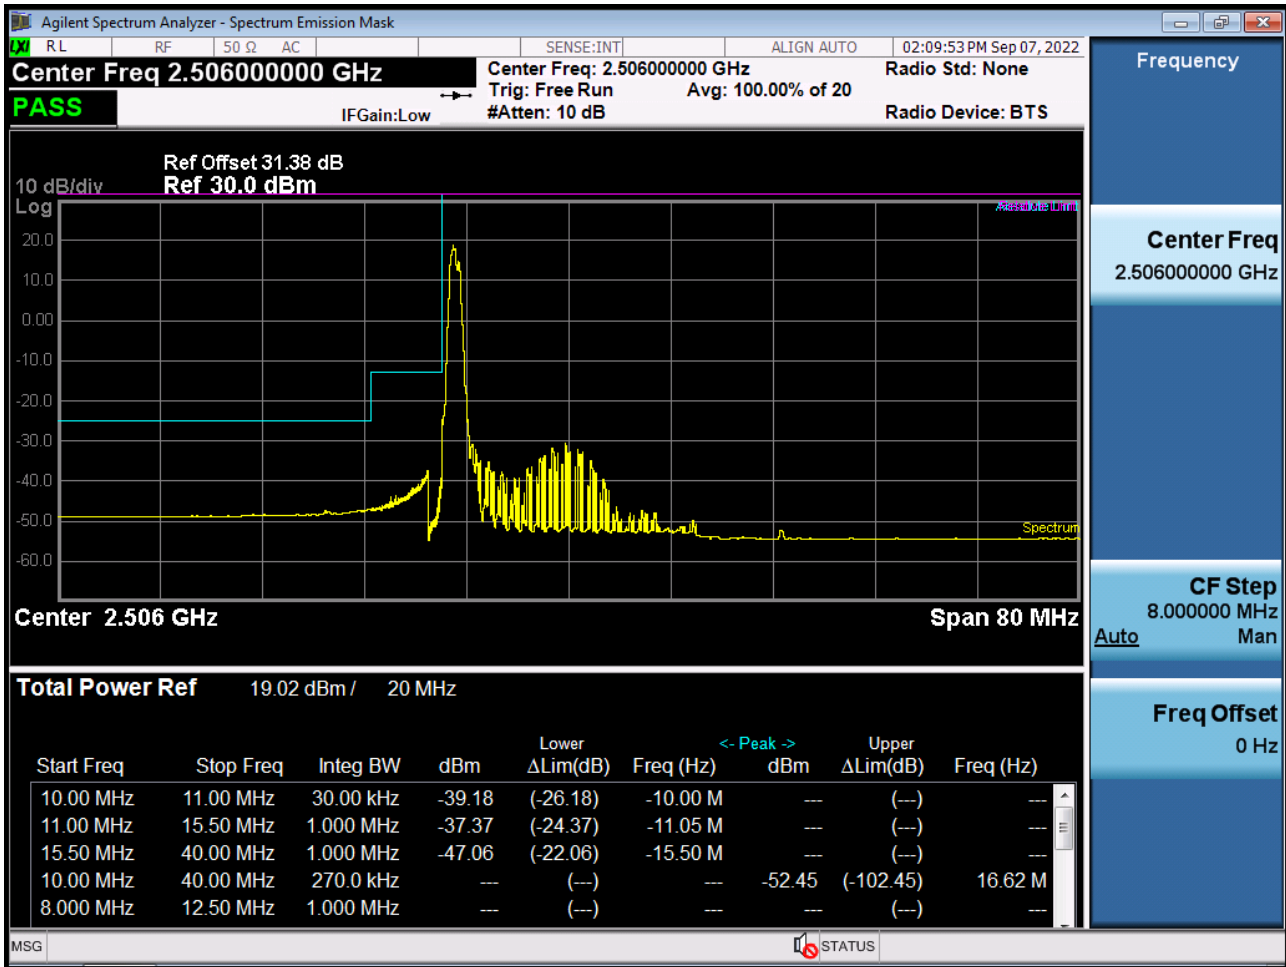 Agilent Spectrum Analyzer - Spectrum Emission Mask
LXI RL RF 50 Ω AC SENSE:INT ALIGN AUTO 02:09:53 PM Sep 07, 2022
Center Freq 2.506000000 GHz
Center Freq: 2.506000000 GHz Radio Std: None
Trig: Free Run Avg: 100.00% of 20
PASS
IFGain:Low #Atten: 10 dB Radio Device: BTS
Ref Offset 31.38 dB
10 dB/div Ref 30.0 dBm
Log
Absolute Limit
20.0
10.0
0.00
-10.0
-20.0
-30.0
-40.0
-50.0
Spectrum
-60.0
Center 2.506 GHz Span 80 MHz
Total Power Ref 19.02 dBm / 20 MHz
Lower <- Peak -> Upper
Start Freq Stop Freq Integ BW dBm ΔLim(dB) Freq (Hz) dBm ΔLim(dB) Freq (Hz)
10.00 MHz 11.00 MHz 30.00 kHz -39.18 (-26.18) -10.00 M --- (---) ---
11.00 MHz 15.50 MHz 1.000 MHz -37.37 (-24.37) -11.05 M --- (---) ---
15.50 MHz 40.00 MHz 1.000 MHz -47.06 (-22.06) -15.50 M --- (---) ---
10.00 MHz 40.00 MHz 270.0 kHz --- (---) --- -52.45 (-102.45) 16.62 M
8.000 MHz 12.50 MHz 1.000 MHz --- (---) --- --- (---) ---
MSG STATUS
Frequency
Center Freq
2.506000000 GHz
CF Step
8.000000 MHz
Auto Man
Freq Offset
0 Hz